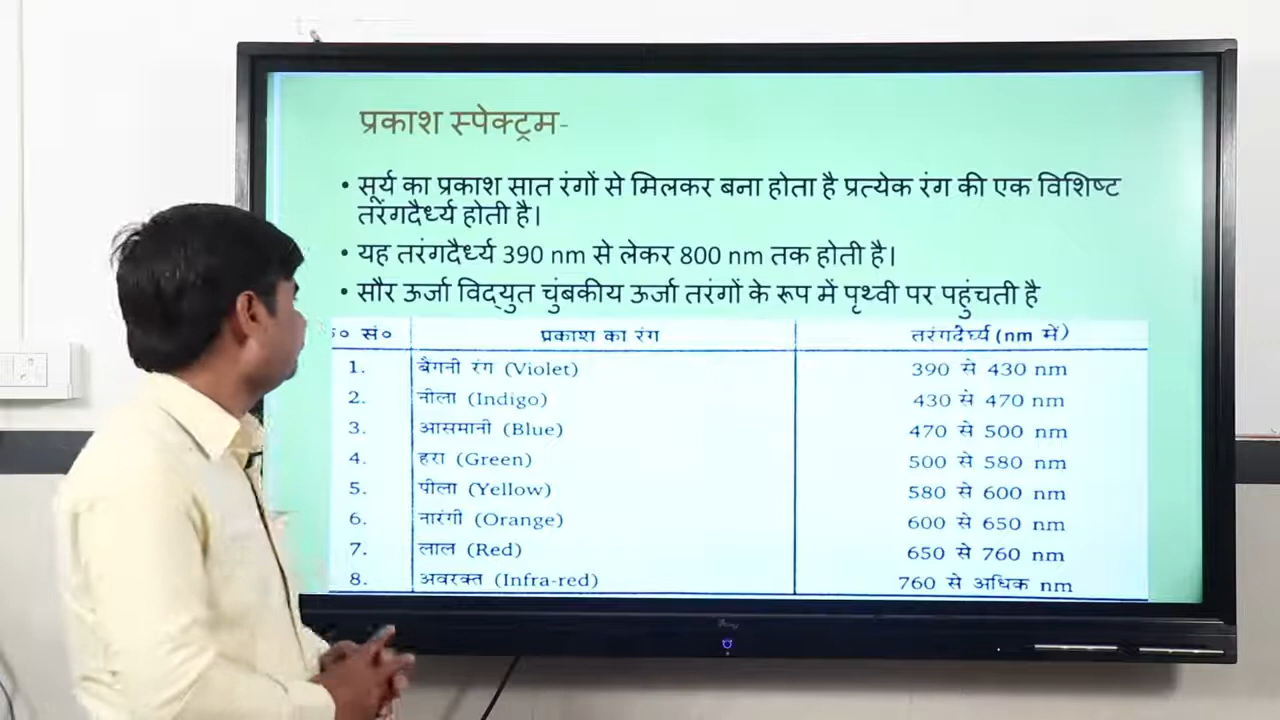 प्रकाश स्पेक्ट्रम-
• सूर्य का प्रकाश सात रंगों से मिलकर बना होता है प्रत्येक रंग की एक विशिष्ट
तरंगदैर्ध्य होती है।
• यह तरंगदैर्ध्य 390 nm से लेकर 800 nm तक होती है।
• सौर ऊर्जा विद्युत चुंबकीय ऊर्जा तरंगों के रूप में पृथ्वी पर पहुंचती है
सं० प्रकाश का रंग तरंगदैर्घ्य (nm में)
1. बैगनी रंग (Violet) 390 से 430 nm
2. नीला (Indigo) 430 से 470 nm
3. आसमानी (Blue) 470 से 500 nm
4. हरा (Green) 500 से 580 nm
5. पीला (Yellow) 580 से 600 nm
6. नारंगी (Orange) 600 से 650 nm
7. लाल (Red) 650 से 760 nm
8. अवरक्त (Infra-red) 760 से अधिक nm